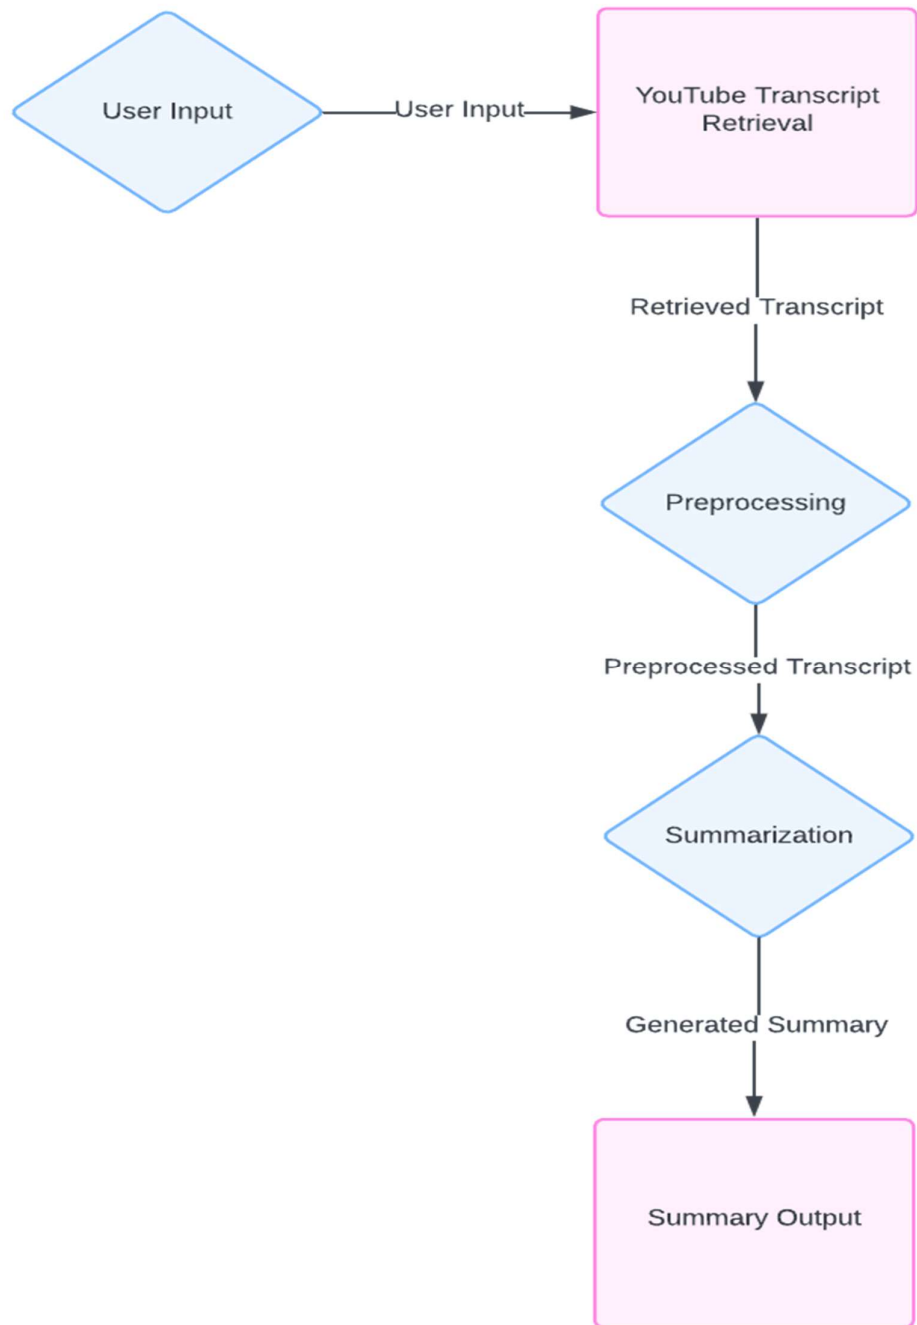 User Input
User Input
YouTube Transcript
Retrieval
Retrieved Transcript
Preprocessing
Preprocessed Transcript
Summarization
Generated Summary
Summary Output